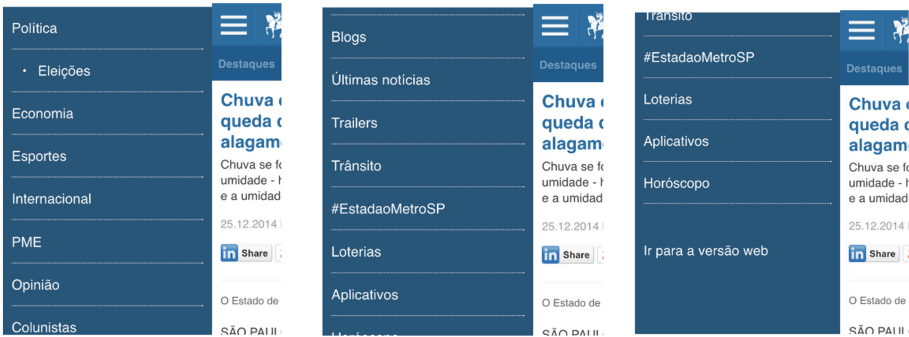 Política
• Eleições
Economia
Esportes
Internacional
PME
Opinião
Colunistas
Destaques
Chuva
queda
alagam
Chuva se fo
umidade - h
e a umidad
25.12.2014
in Share
O Estado de
SÃO PAUL
Blogs
Últimas notícias
Trailers
Trânsito
#EstadaoMetroSP
Loterias
Aplicativos
Horóscopo
Destaques
Chuva
queda
alagam
Chuva se fo
umidade - h
e a umidad
25.12.2014
in Share
O Estado de
SÃO PAUL
Trânsito
#EstadaoMetroSP
Loterias
Aplicativos
Horóscopo
Ir para a versão web
Destaques
Chuva
queda
alagam
Chuva se fo
umidade - h
e a umidad
25.12.2014
in Share
O Estado de
SÃO PAUL